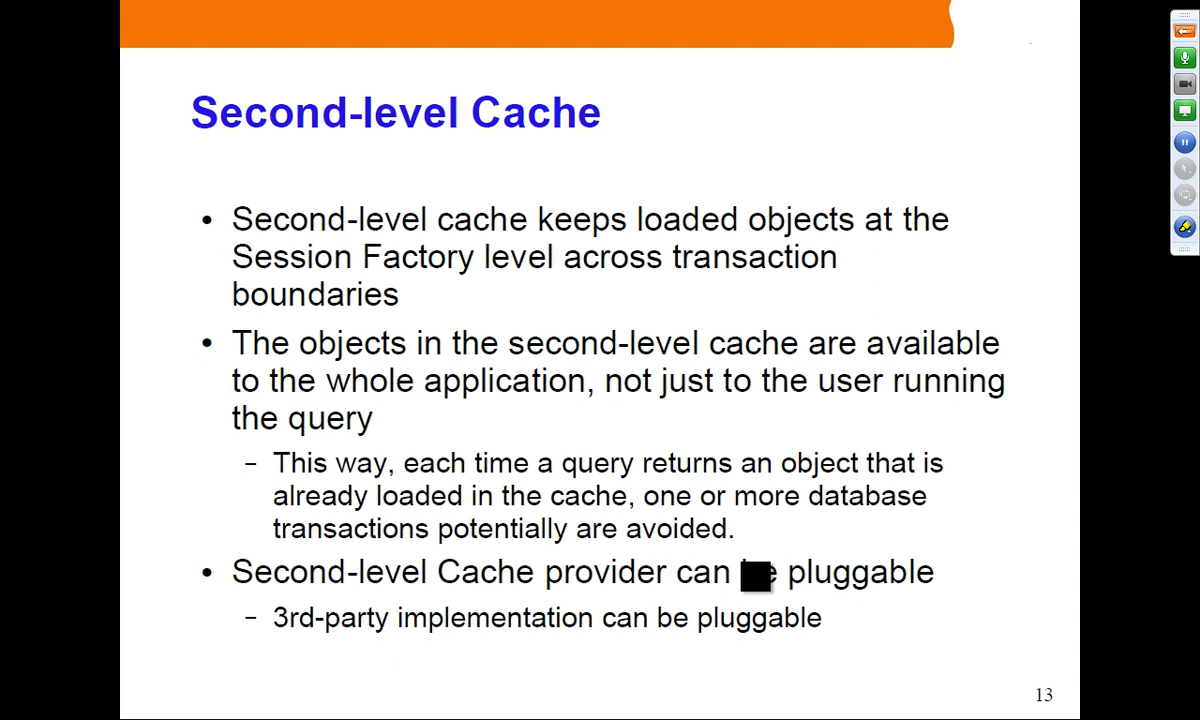 Second-level Cache
• Second-level cache keeps loaded objects at the
Session Factory level across transaction
boundaries
• The objects in the second-level cache are available
to the whole application, not just to the user running
the query
– This way, each time a query returns an object that is
already loaded in the cache, one or more database
transactions potentially are avoided.
• Second-level Cache provider can pluggable
– 3rd-party implementation can be pluggable
13